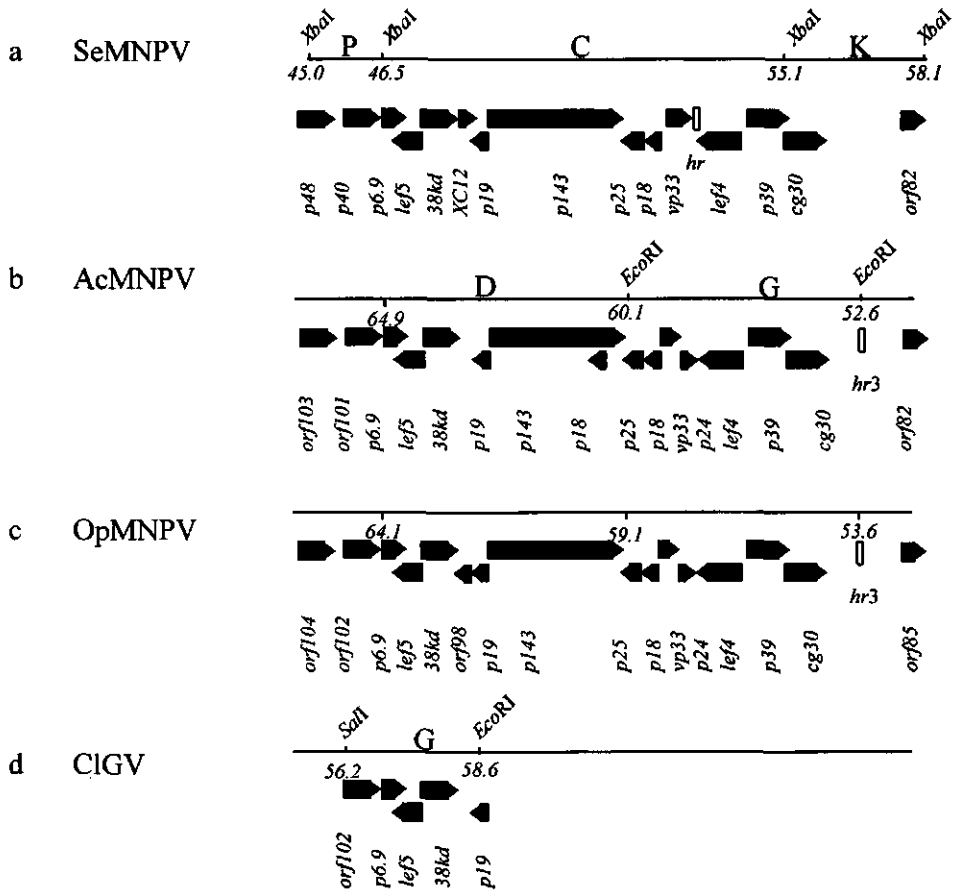 a SeMNPV
XbaI XbaI XbaI XbaI
P C K
45.0 46.5 55.1 58.1
hr
p48 p40 p6.9 lef5 38kd XC12 p19 p143 p25 p18 vp33 lef4 p39 cg30 orf82
b AcMNPV
EcoRI EcoRI
D G
64.9 60.1 52.6
hr3
orf103 orf101 p6.9 lef5 38kd p19 p143 p18 p25 p18 vp33 p24 lef4 p39 cg30 orf82
c OpMNPV
64.1 59.1 53.6
hr3
orf104 orf102 p6.9 lef5 38kd orf98 p19 p143 p25 p18 vp33 p24 lef4 p39 cg30 orf85
d ClGV
SalI EcoRI
G
56.2 58.6
orf102 p6.9 lef5 38kd p19